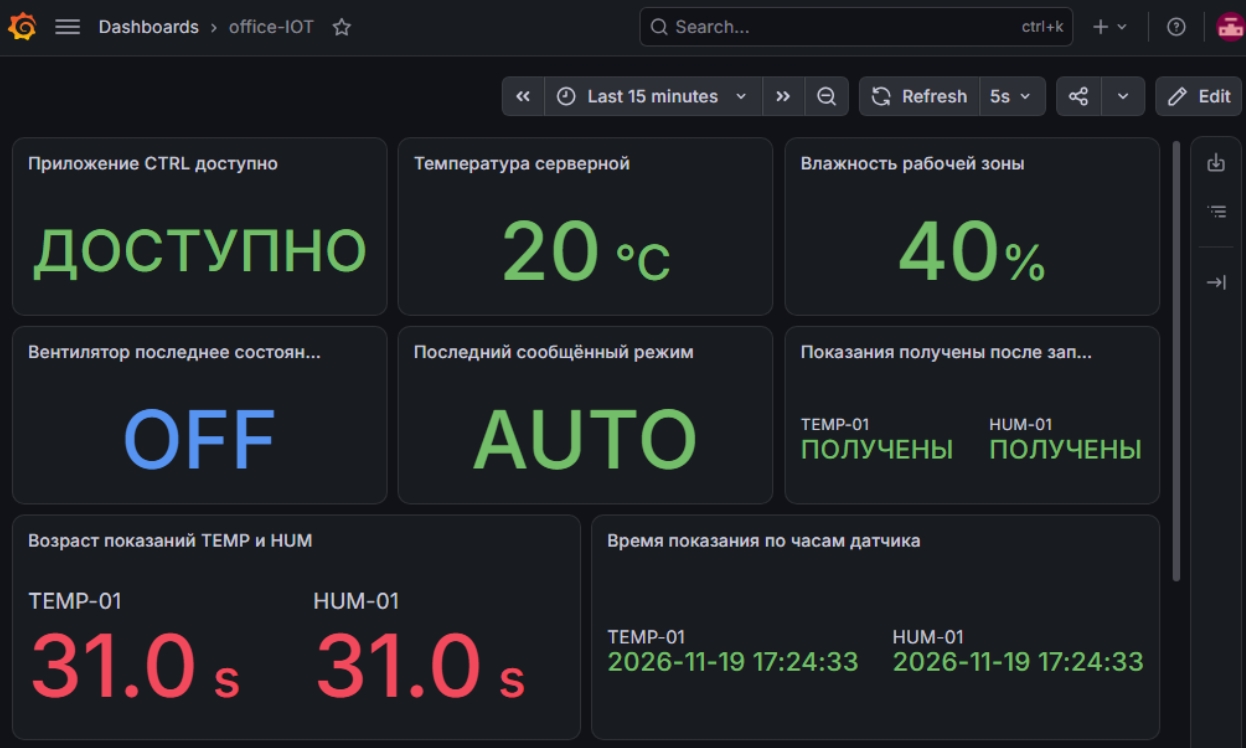 Dashboards › office-IOT
Search... ctrl+k
Last 15 minutes
Refresh 5s
Edit
Приложение CTRL доступно
ДОСТУПНО
Температура серверной
20 °C
Влажность рабочей зоны
40%
Вентилятор последнее состоян...
OFF
Последний сообщённый режим
AUTO
Показания получены после зап...
TEMP-01 HUM-01
ПОЛУЧЕНЫ ПОЛУЧЕНЫ
Возраст показаний TEMP и HUM
TEMP-01 HUM-01
31.0 s 31.0 s
Время показания по часам датчика
TEMP-01 HUM-01
2026-11-19 17:24:33 2026-11-19 17:24:33